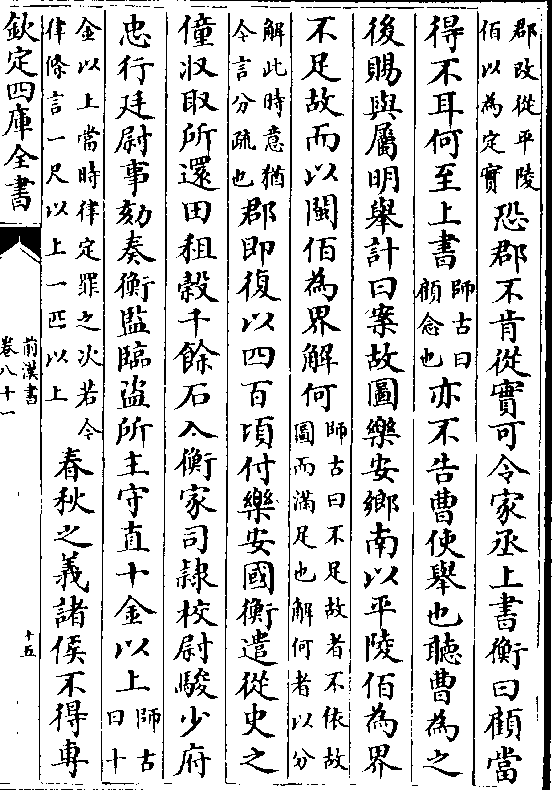 郡改從平陵
佰以為定實
恐郡不肯從實可令家丞上書衡曰顧當
得不耳何至上書
師古曰
顧念也
亦不告曹使舉也聽曹為之
後賜與屬明舉計曰案故圖樂安鄉南以平陵佰為界
不足故而以閩佰為界解何
師古曰不足故者不依故
圖而滿足也解何者以分
解此時意猶
今言分疏也
郡即復以四百頃付樂安國衡遣從史之
僮收取所還田租榖千餘石入衡家司隸校尉駿少府
忠行廷尉事劾奏衡監臨盜所主守直十金以上
師古
曰十
金以上當時律定罪之次若今
律條言一尺以上一匹以上
春秋之義諸侯不得專
欽定四庫全書
前漢書
卷八十一
十五